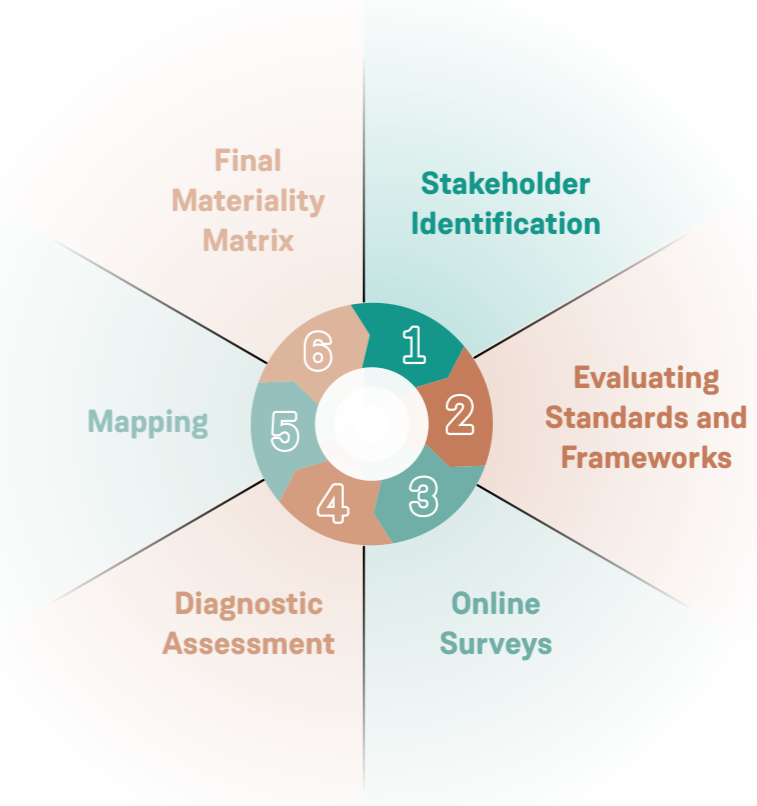 1
Stakeholder
Identification
2
Evaluating
Standards and
Frameworks
3
Online
Surveys
4
Diagnostic
Assessment
5
Mapping
6
Final
Materiality
Matrix